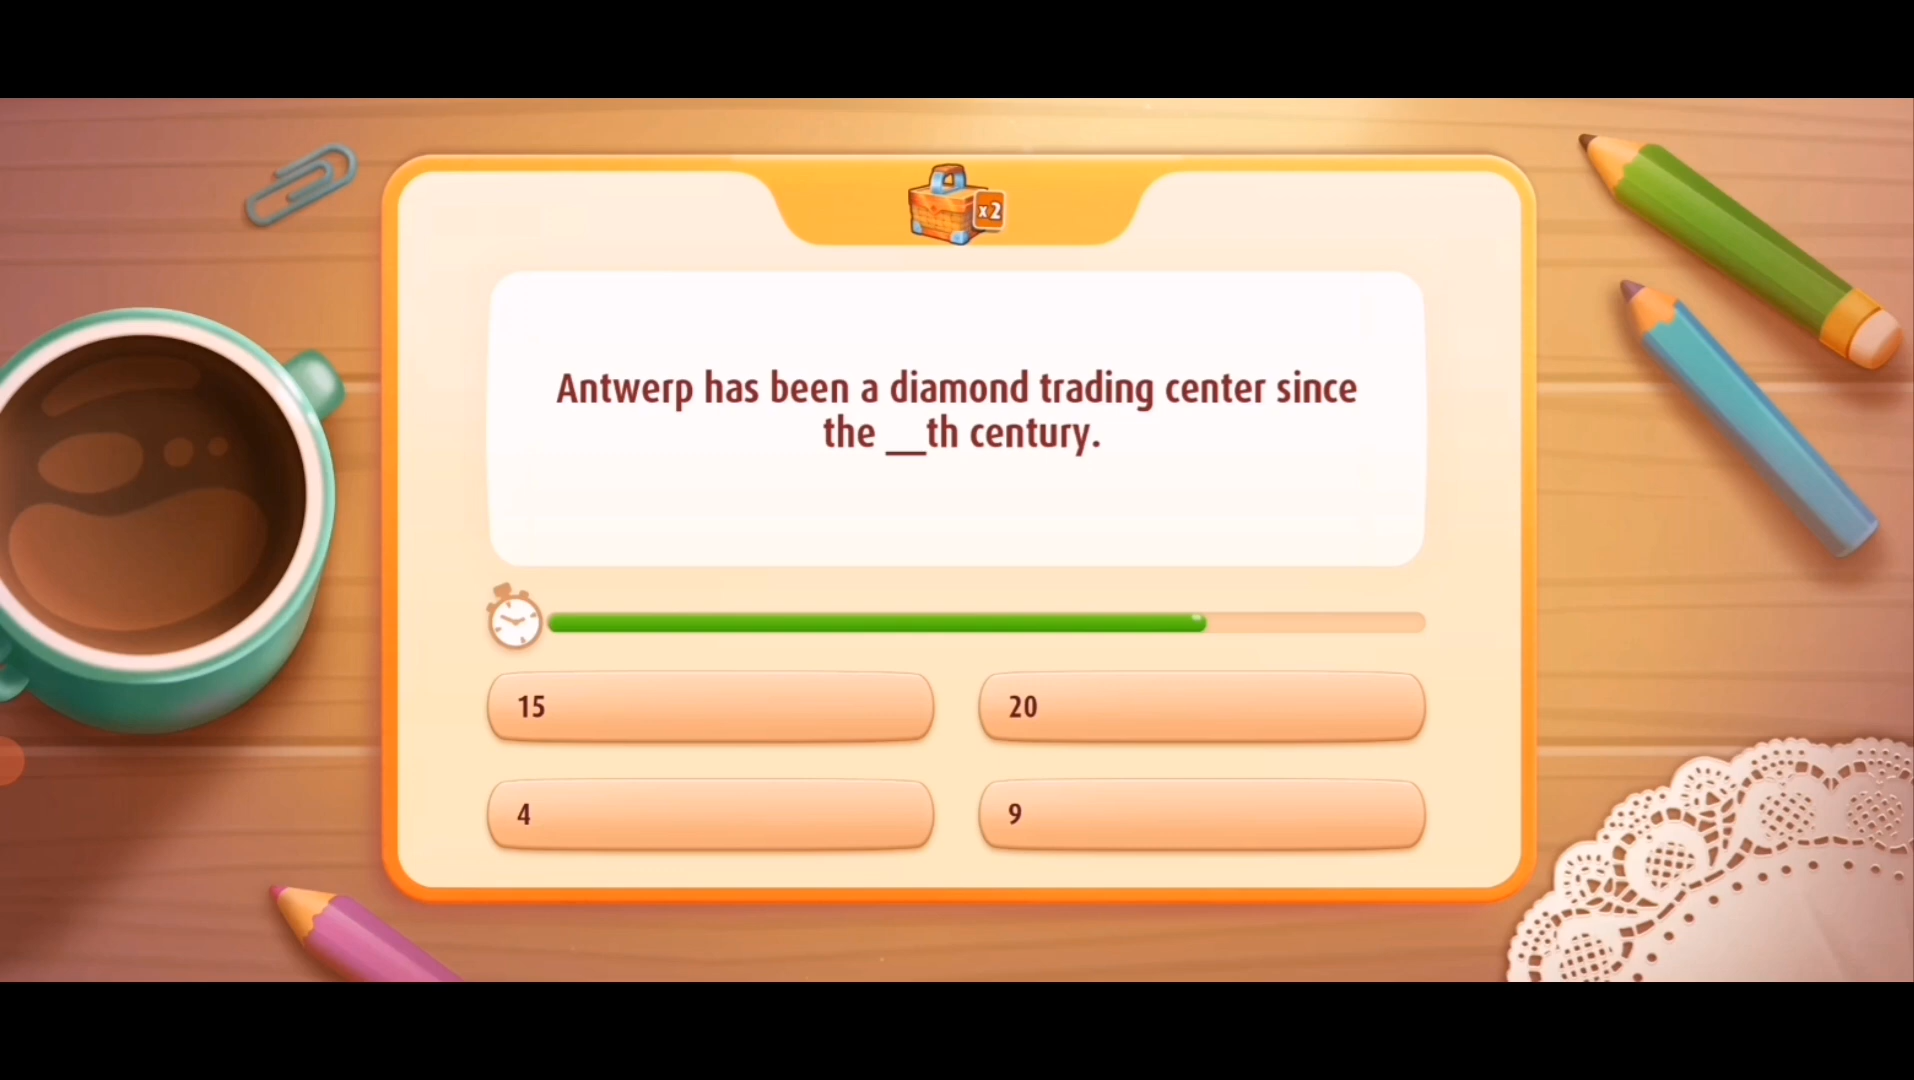 x2
Antwerp has been a diamond trading center since
the __th century.
15
20
4
9